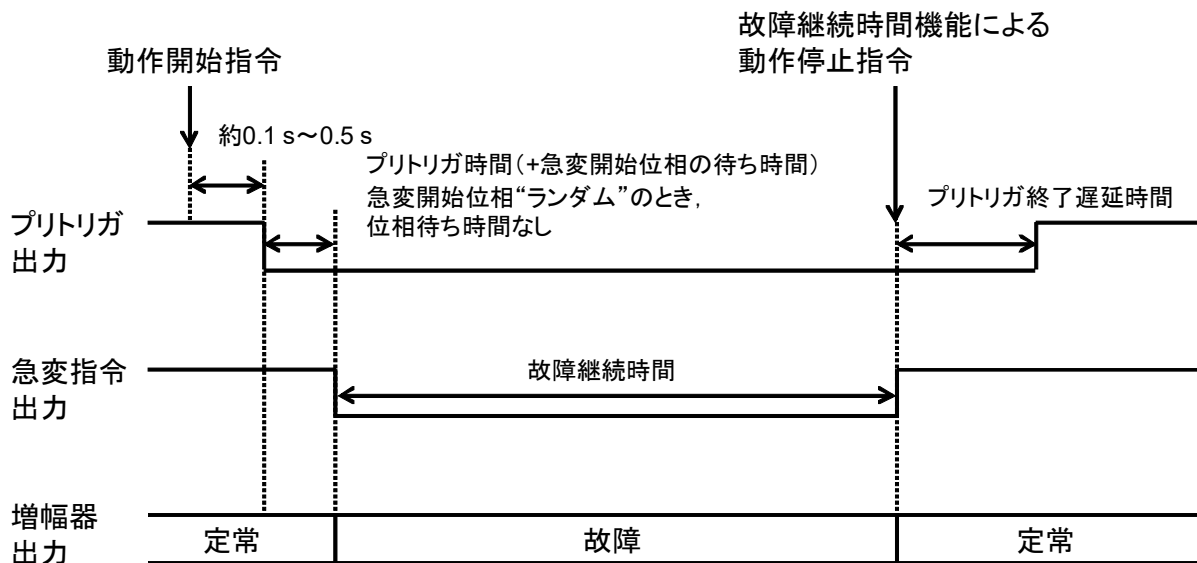 故障継続時間機能による
動作停止指令
動作開始指令
約0.1 s～0.5 s
プリトリガ時間（+急変開始位相の待ち時間）
急変開始位相“ランダム”のとき，
位相待ち時間なし
プリトリガ終了遅延時間
プリトリガ
出力
急変指令
出力
故障継続時間
増幅器
出力
定常
故障
定常